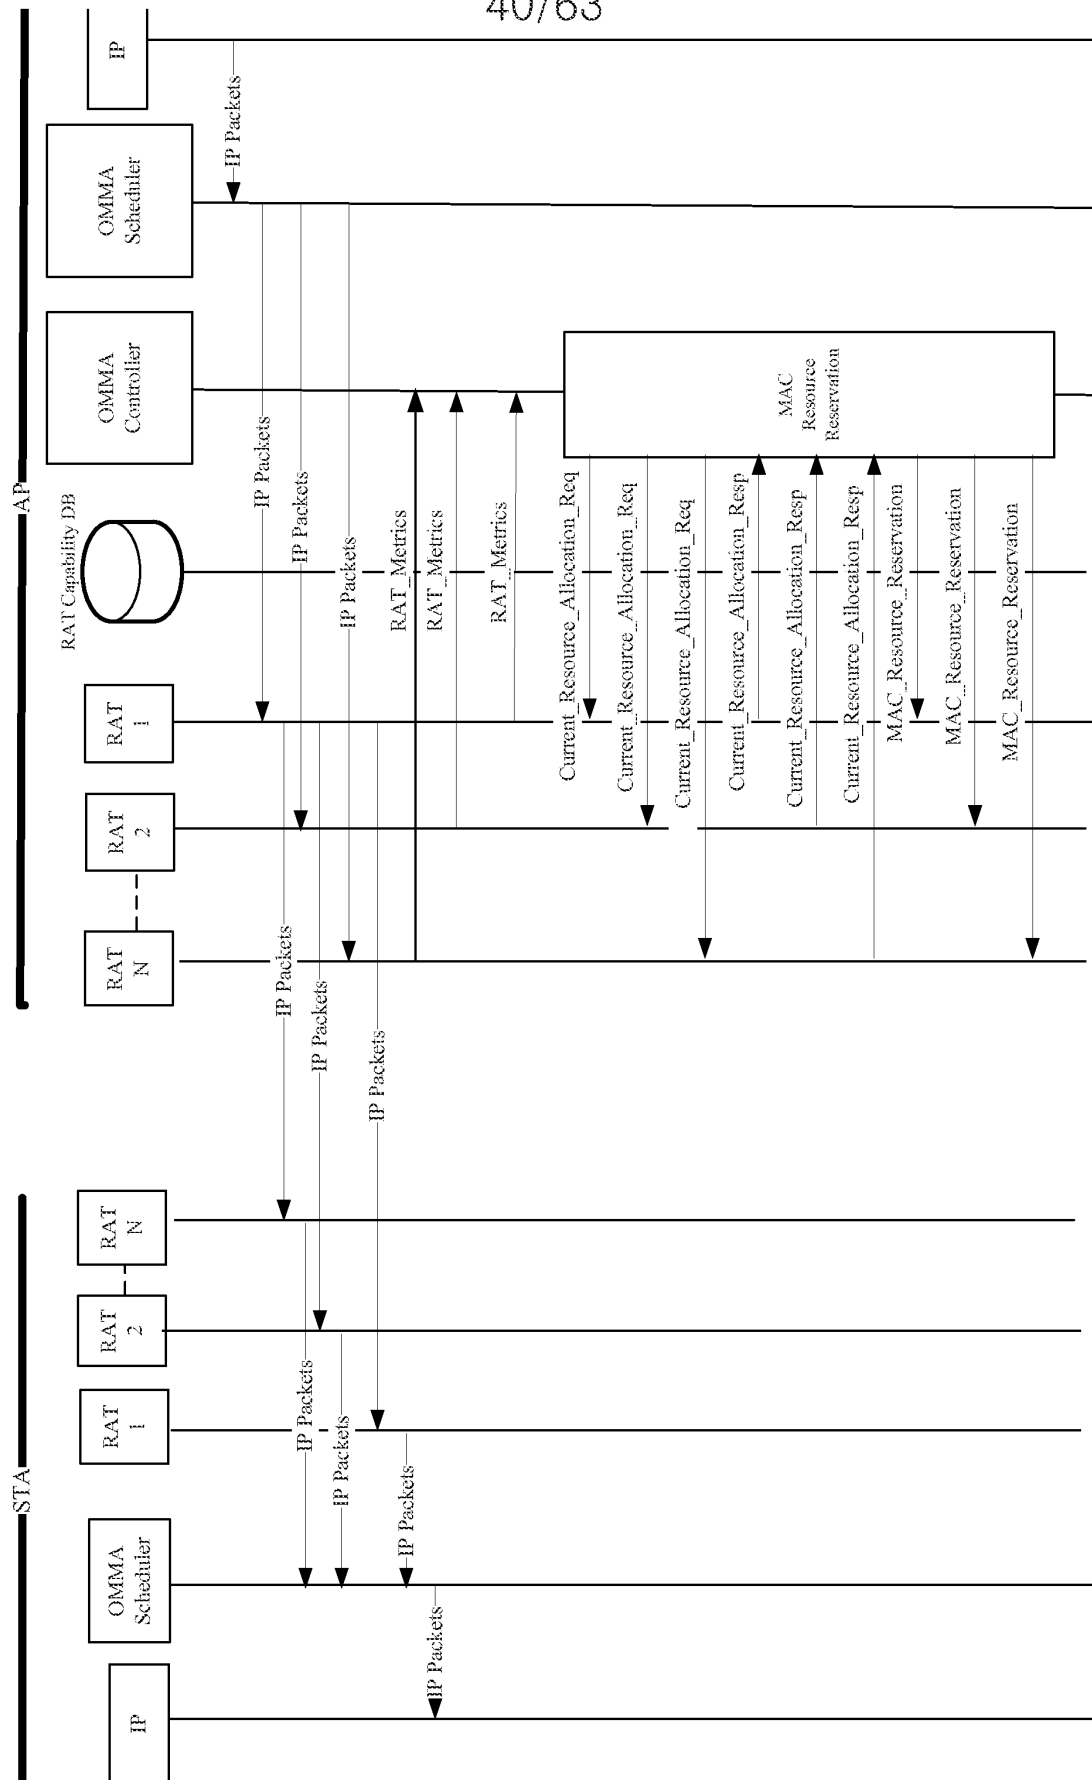 40/63
STA
AP
IP
OMMA
Scheduler
RAT
1
RAT
2
RAT
N
RAT
N
RAT
2
RAT
1
RAT Capability DB
OMMA
Controller
OMMA
Scheduler
IP
IP Packets
IP Packets
IP Packets
IP Packets
IP Packets
IP Packets
IP Packets
IP Packets
IP Packets
IP Packets
IP Packets
RAT_Metrics
RAT_Metrics
RAT_Metrics
Current_Resource_Allocation_Req
Current_Resource_Allocation_Req
Current_Resource_Allocation_Req
Current_Resource_Allocation_Resp
Current_Resource_Allocation_Resp
Current_Resource_Allocation_Resp
MAC
Resource
Reservation
MAC_Resource_Reservation
MAC_Resource_Reservation
MAC_Resource_Reservation